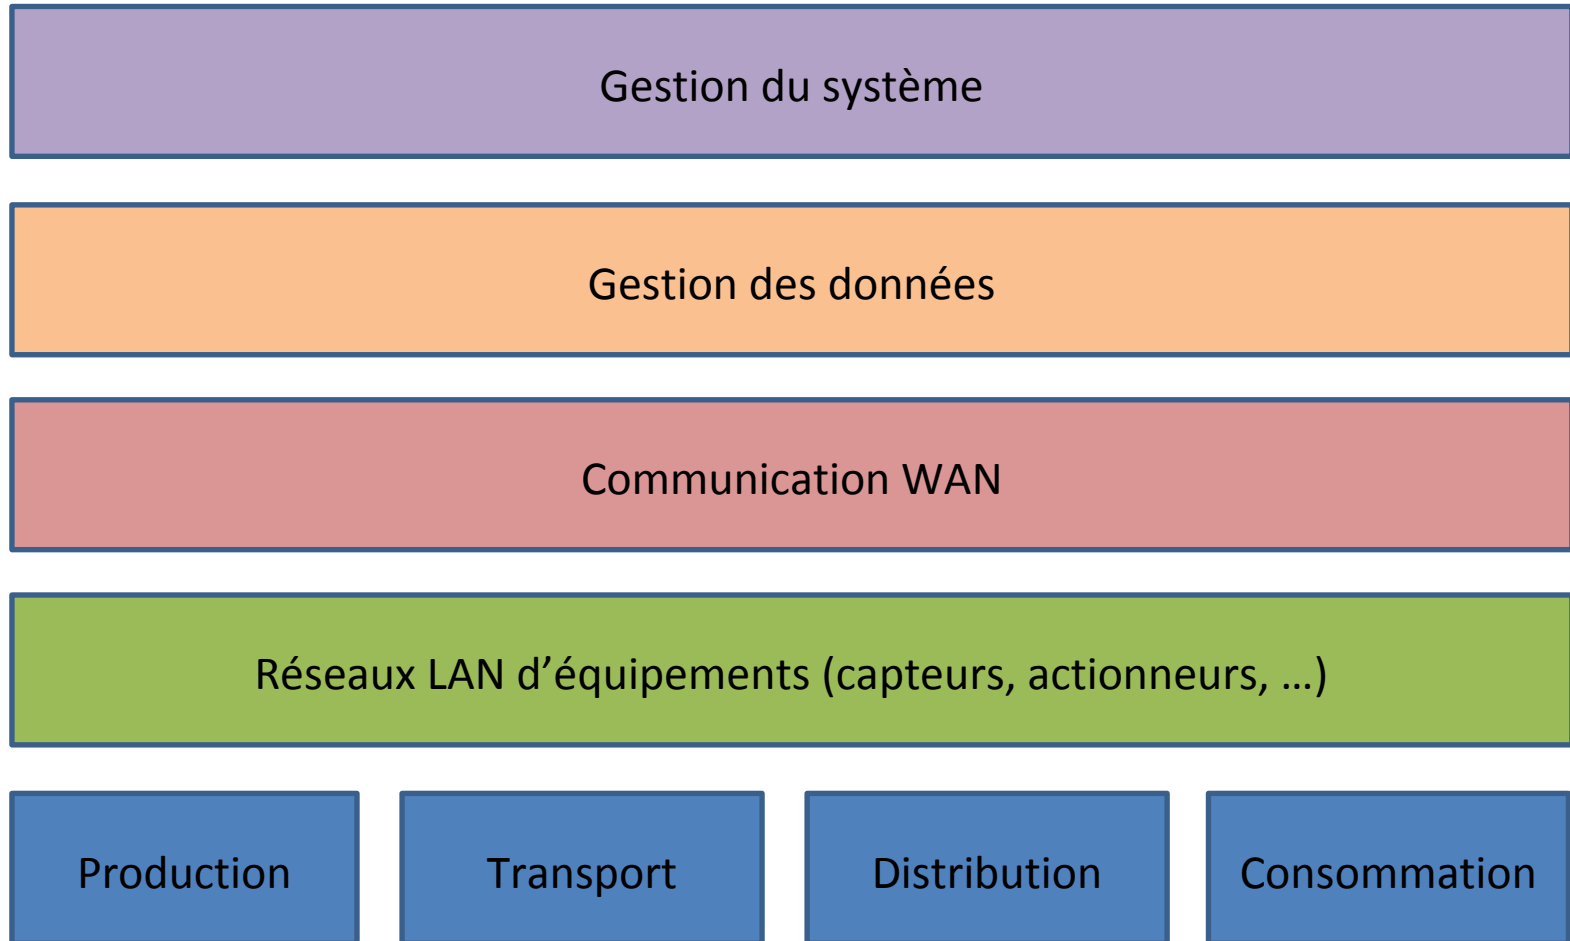 Gestion du système
Gestion des données
Communication WAN
Réseaux LAN d’équipements (capteurs, actionneurs, …)
Production
Transport
Distribution
Consommation